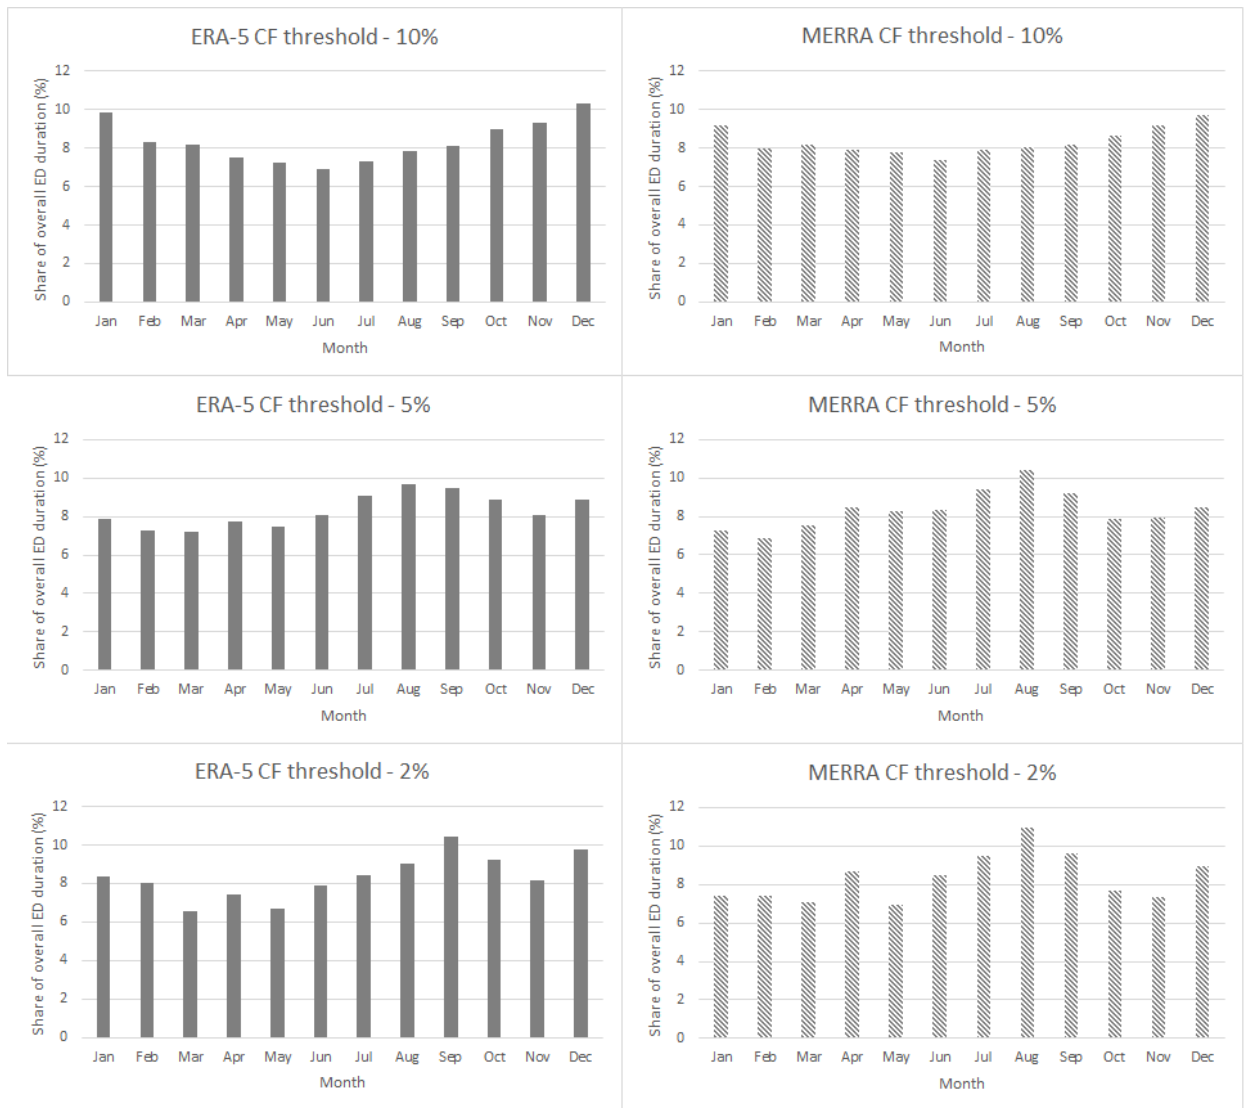 ERA-5 CF threshold - 10%
Share of overall ED duration (%)
12
10
8
6
4
2
0
Jan Feb Mar Apr May Jun Jul Aug Sep Oct Nov Dec
Month
MERRA CF threshold - 10%
Share of overall ED duration (%)
12
10
8
6
4
2
0
Jan Feb Mar Apr May Jun Jul Aug Sep Oct Nov Dec
Month
ERA-5 CF threshold - 5%
Share of overall ED duration (%)
12
10
8
6
4
2
0
Jan Feb Mar Apr May Jun Jul Aug Sep Oct Nov Dec
Month
MERRA CF threshold - 5%
Share of overall ED duration (%)
12
10
8
6
4
2
0
Jan Feb Mar Apr May Jun Jul Aug Sep Oct Nov Dec
Month
ERA-5 CF threshold - 2%
Share of overall ED duration (%)
12
10
8
6
4
2
0
Jan Feb Mar Apr May Jun Jul Aug Sep Oct Nov Dec
Month
MERRA CF threshold - 2%
Share of overall ED duration (%)
12
10
8
6
4
2
0
Jan Feb Mar Apr May Jun Jul Aug Sep Oct Nov Dec
Month